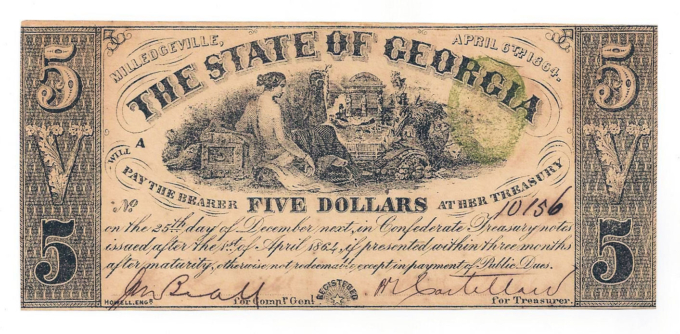 5 5
MILLEDGEVILLE, APRIL 6TH. 1864.
THE STATE OF GEORGIA
A
WILL PAY THE BEARER FIVE DOLLARS AT HER TREASURY
No 10156
V V
on the 25th day of December next, in Confederate Treasury notes
issued after the 1st of April 1864, if presented within three months
after maturity, otherwise not redeemable except in payment of Public Dues.
5 5
for Compt. Genl. REGISTERED for Treasurer.
HOWELL, ENG.